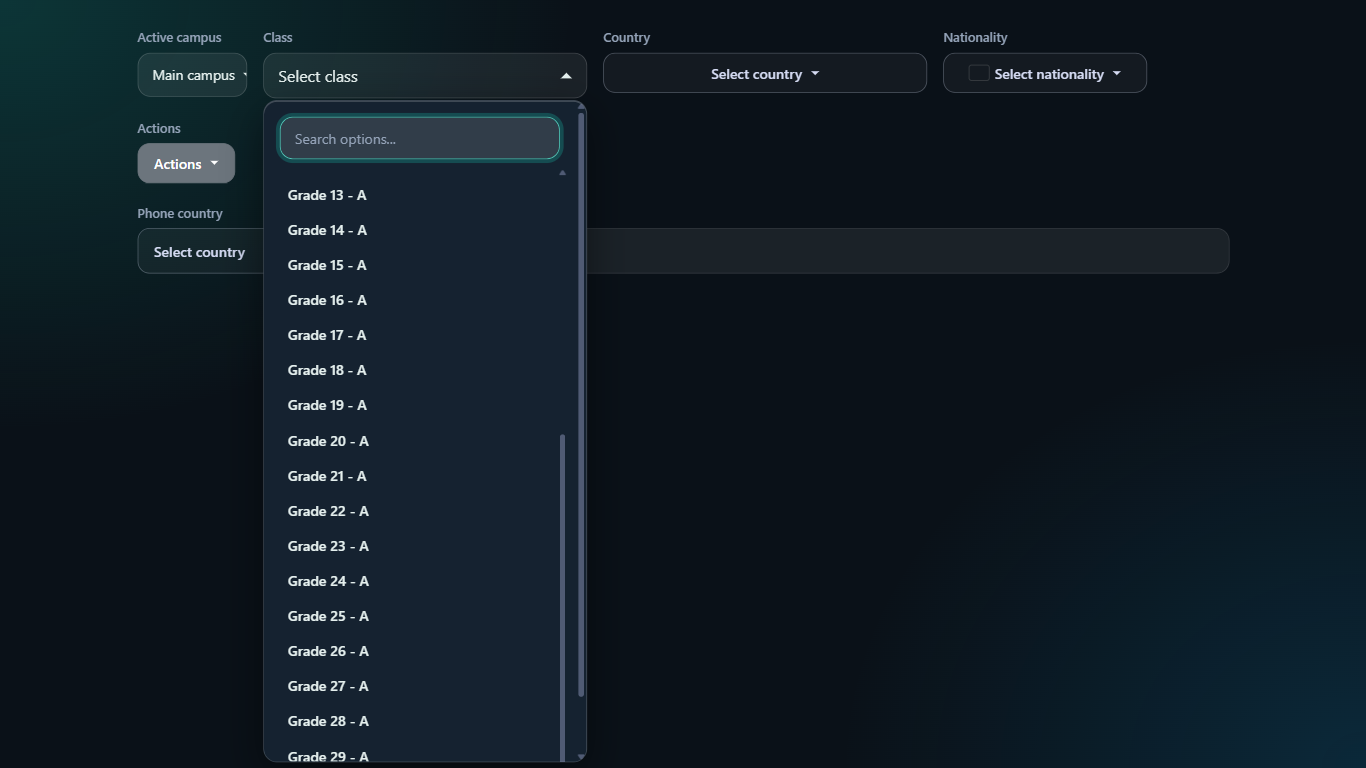 Active campus
Class
Country
Nationality
Main campus
Select class
Select country
Select nationality
Actions
Actions
Phone country
Select country
Search options...
Grade 13 - A
Grade 14 - A
Grade 15 - A
Grade 16 - A
Grade 17 - A
Grade 18 - A
Grade 19 - A
Grade 20 - A
Grade 21 - A
Grade 22 - A
Grade 23 - A
Grade 24 - A
Grade 25 - A
Grade 26 - A
Grade 27 - A
Grade 28 - A
Grade 29 - A